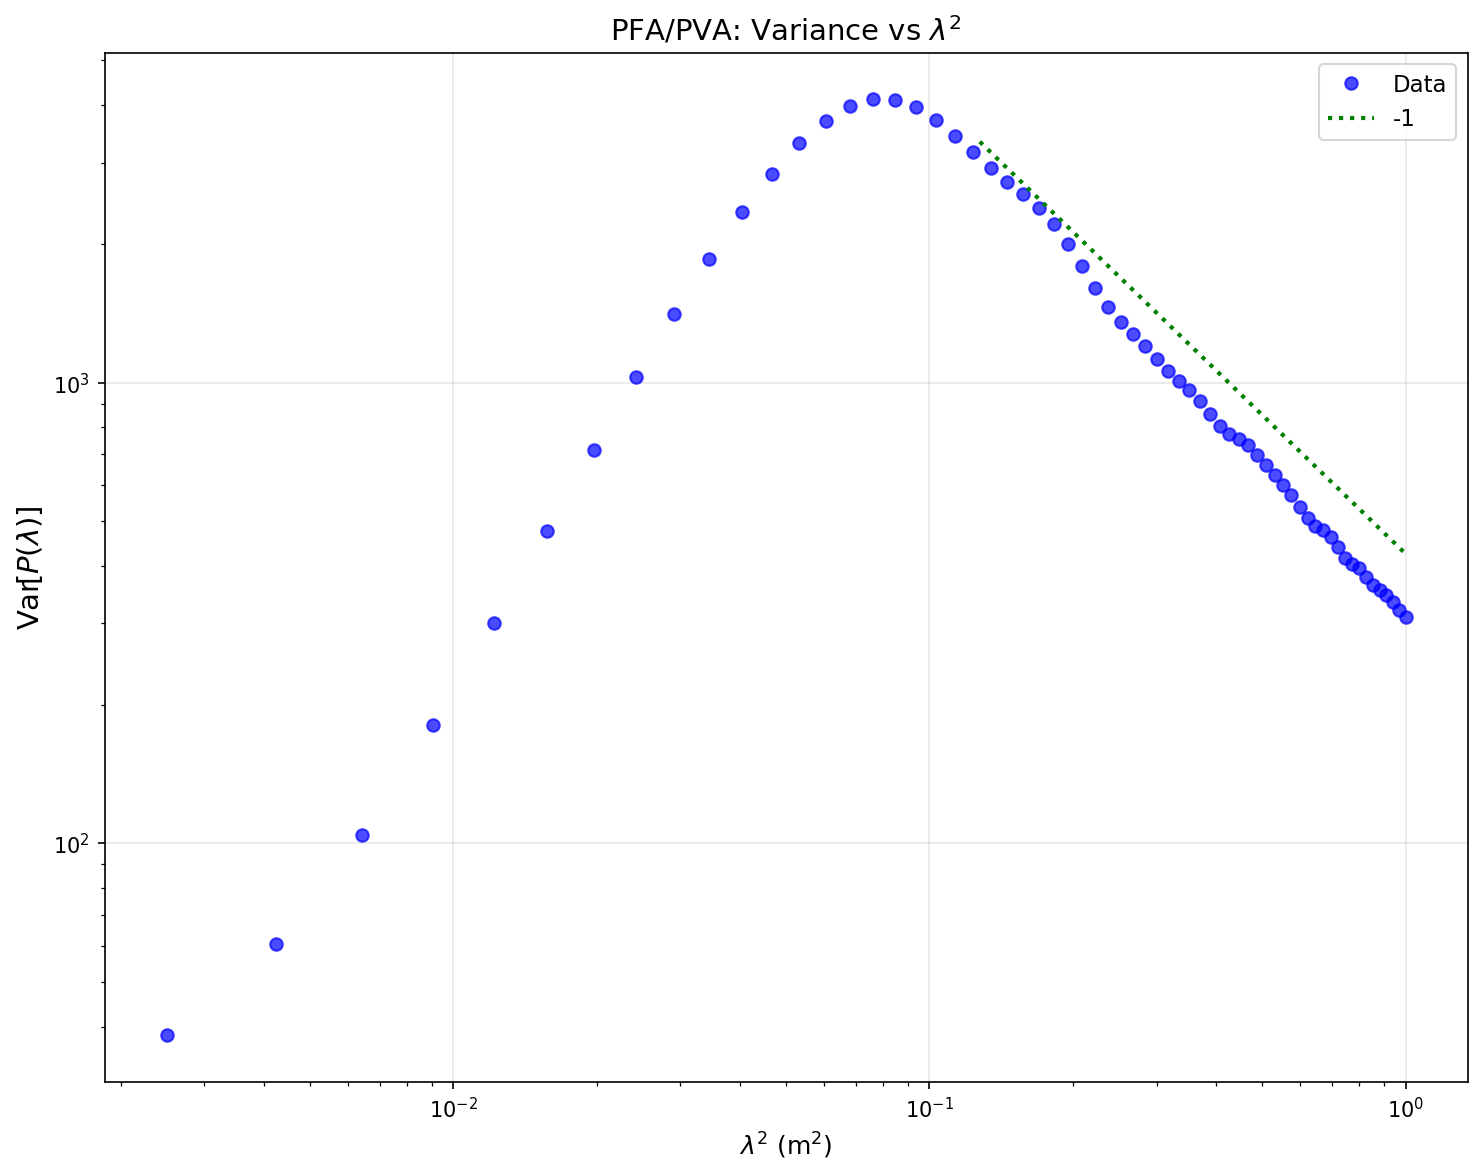 PFA/PVA: Variance vs λ²
Data
-1
Var[P(λ)]
10³
10²
10⁻²
10⁻¹
10⁰
λ² (m²)